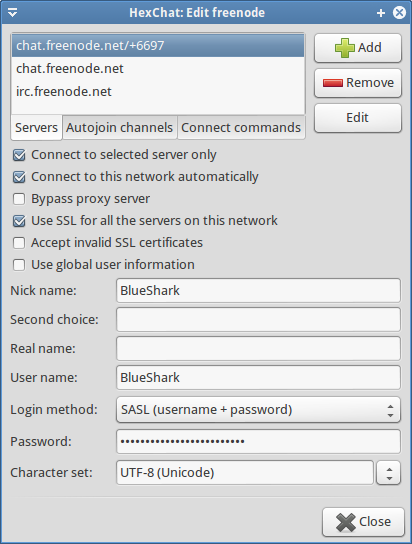 HexChat: Edit freenode
chat.freenode.net/+6697
chat.freenode.net
irc.freenode.net
Add
Remove
Edit
Servers Autojoin channels Connect commands
Connect to selected server only
Connect to this network automatically
Bypass proxy server
Use SSL for all the servers on this network
Accept invalid SSL certificates
Use global user information
Nick name: BlueShark
Second choice:
Real name:
User name: BlueShark
Login method: SASL (username + password)
Password: •••••••••••••••••••••••••
Character set: UTF-8 (Unicode)
Close